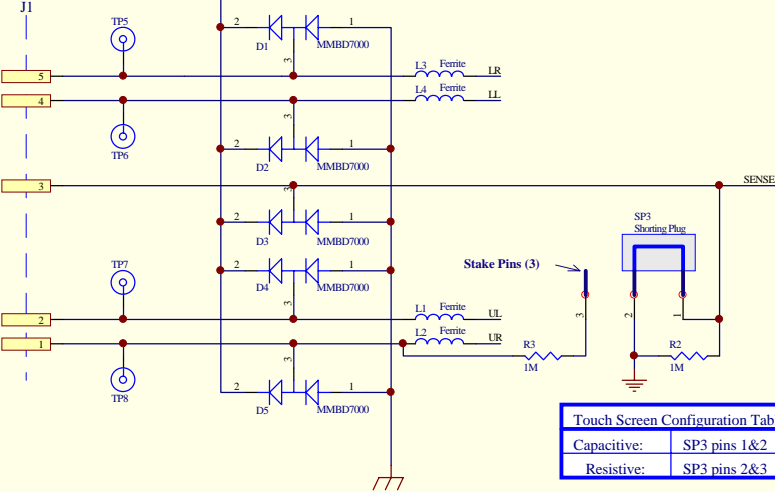 J1
TP5
2
1
D1
MMBD7000
3
L3 Ferrite
LR
5
L4 Ferrite
LL
4
3
TP6
2
1
D2
MMBD7000
3
SENSE
3
2
1
D3
MMBD7000
SP3
Shorting Plug
TP7
2
1
D4
MMBD7000
3
Stake Pins (3)
3
2
1
L1 Ferrite
UL
2
L2 Ferrite
UR
1
3
R3
1M
R2
1M
TP8
2
1
D5
MMBD7000
Touch Screen Configuration Tab
Capacitive: SP3 pins 1&2
Resistive: SP3 pins 2&3